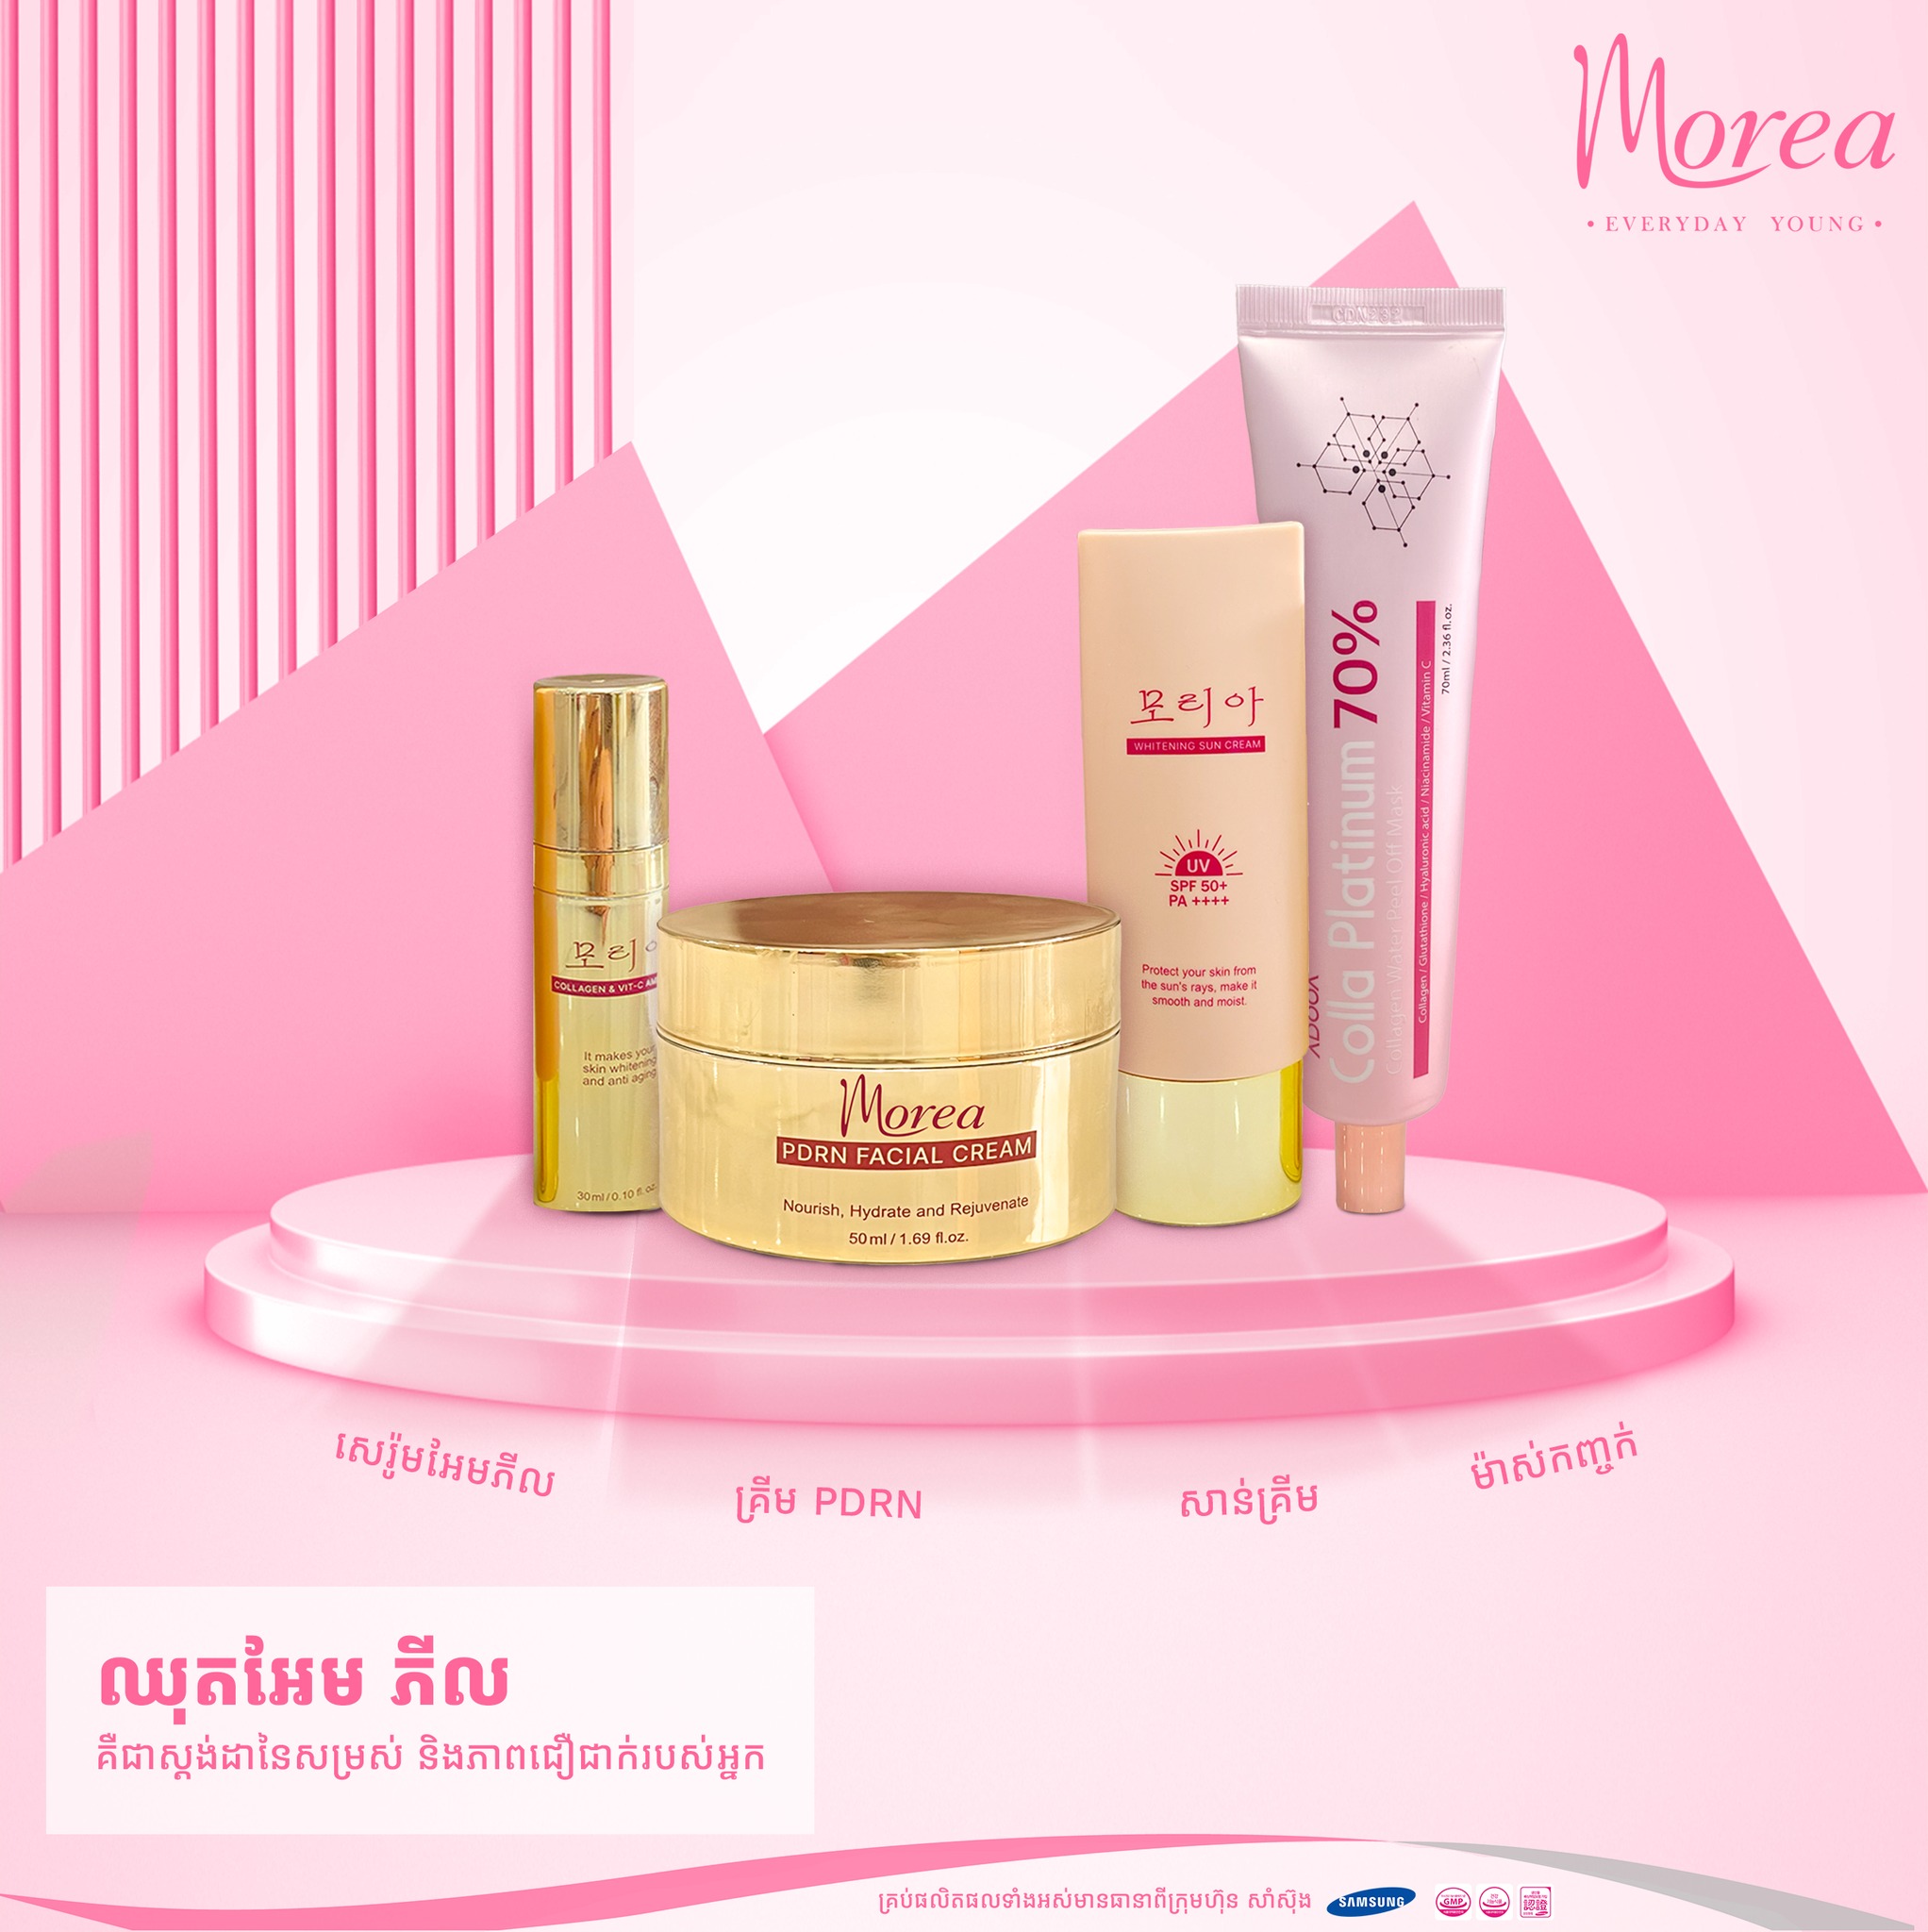 Morea
• EVERYDAY YOUNG •
Colla Platinum 70%
Collagen Water Peel Off Mask
Collagen / Glutathione / Hyaluronic acid / Niacinamide / Vitamin C
70ml / 2.36 fl.oz.
모리아
WHITENING SUN CREAM
UV
SPF 50+
PA ++++
Protect your skin from
the sun's rays, make it
smooth and moist.
모리
COLLAGEN & VIT-C
It makes your
skin whitening
and anti aging
30ml / 0.10 fl.oz.
Morea
PDRN FACIAL CREAM
Nourish, Hydrate and Rejuvenate
50ml / 1.69 fl.oz.
សេរ៉ូមអែមភីល
គ្រីម PDRN
សាន់គ្រីម
ម៉ាស់កញ្ចក់
ឈុតអែម ភីល
គឺជាស្តង់ដានៃសម្រស់ និងភាពជឿជាក់របស់អ្នក
គ្រប់ផលិតផលទាំងអស់មានធានាពីក្រុមហ៊ុន សាំស៊ុង SAMSUNG GMP